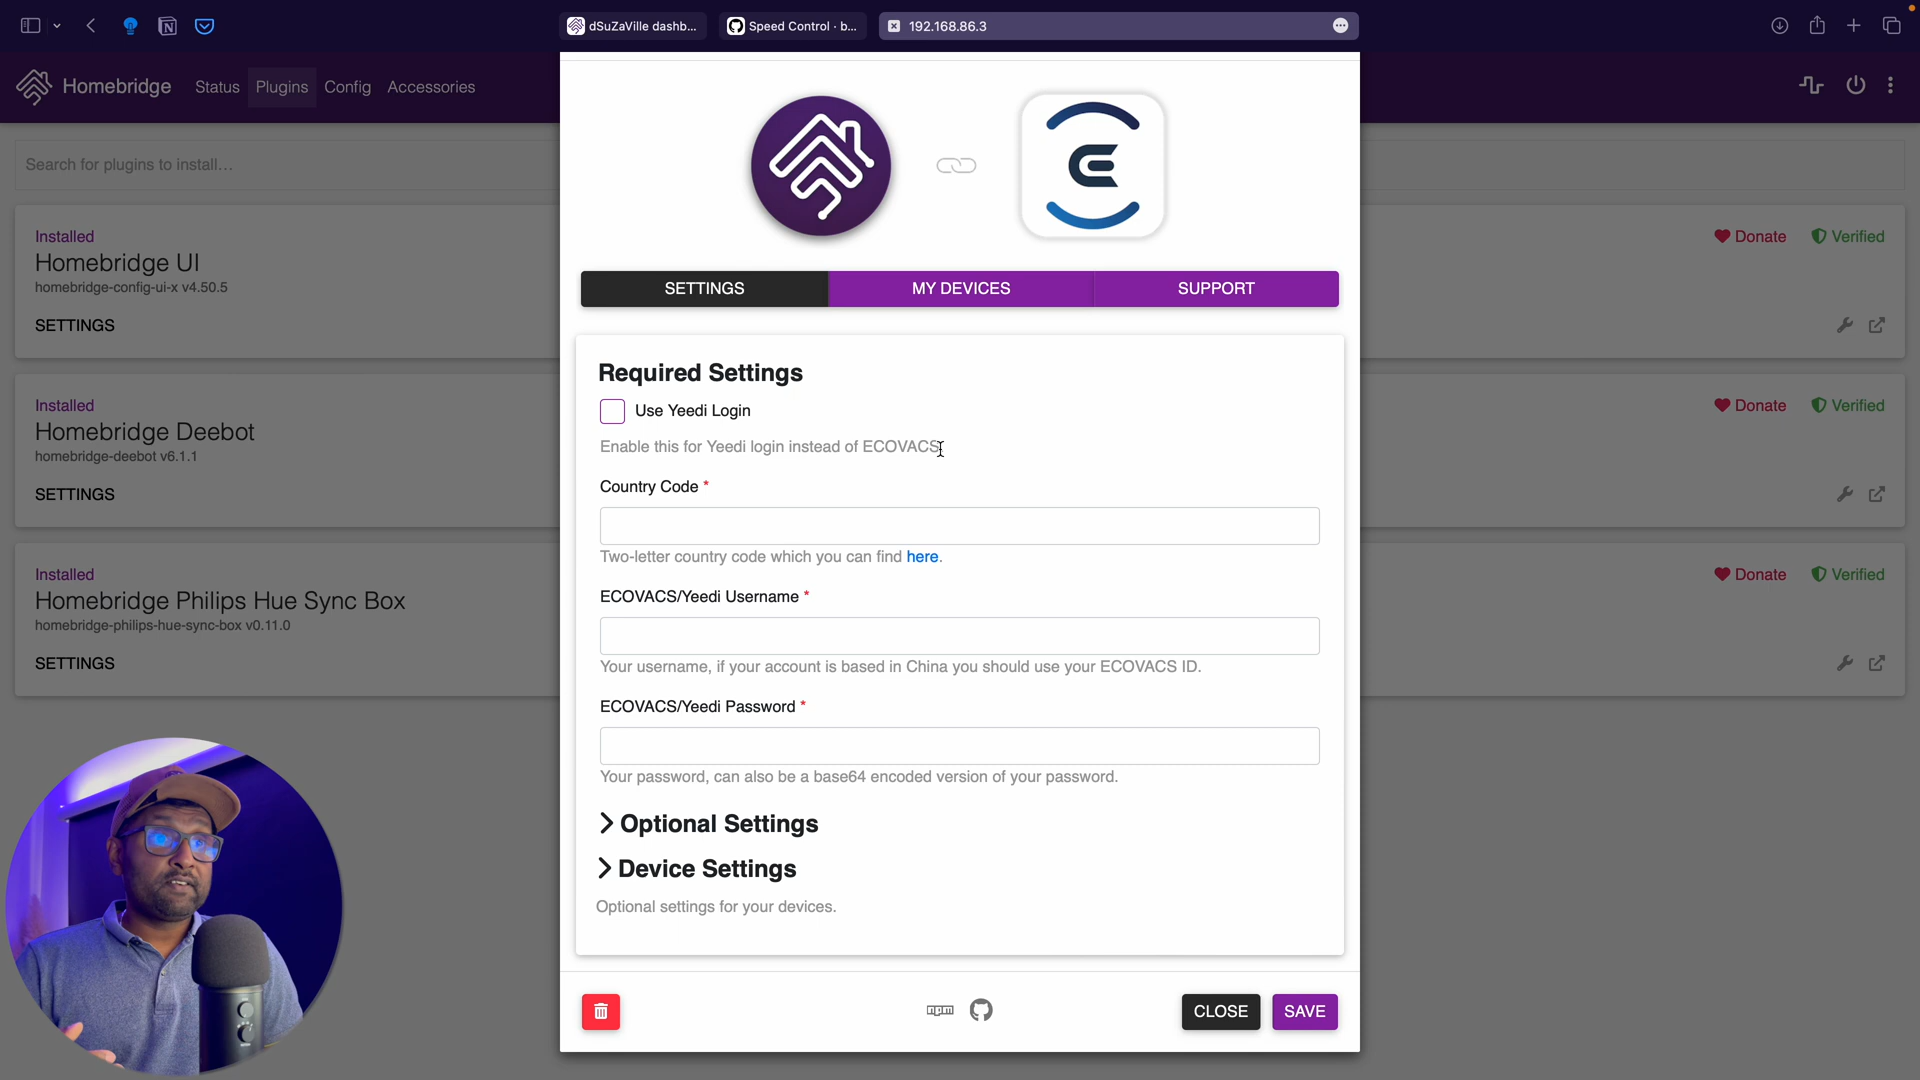 dSuZaVille dashb...
Speed Control · b...
192.168.86.3
Homebridge
Status
Plugins
Config
Accessories
Search for plugins to install...
SETTINGS
MY DEVICES
SUPPORT
Installed
Homebridge UI
homebridge-config-ui-x v4.50.5
SETTINGS
Donate
Verified
Installed
Homebridge Deebot
homebridge-deebot v6.1.1
SETTINGS
Donate
Verified
Installed
Homebridge Philips Hue Sync Box
homebridge-philips-hue-sync-box v0.11.0
SETTINGS
Donate
Verified
Required Settings
Use Yeedi Login
Enable this for Yeedi login instead of ECOVACS.
Country Code *
Two-letter country code which you can find here.
ECOVACS/Yeedi Username *
Your username, if your account is based in China you should use your ECOVACS ID.
ECOVACS/Yeedi Password *
Your password, can also be a base64 encoded version of your password.
Optional Settings
Device Settings
Optional settings for your devices.
npm
CLOSE
SAVE